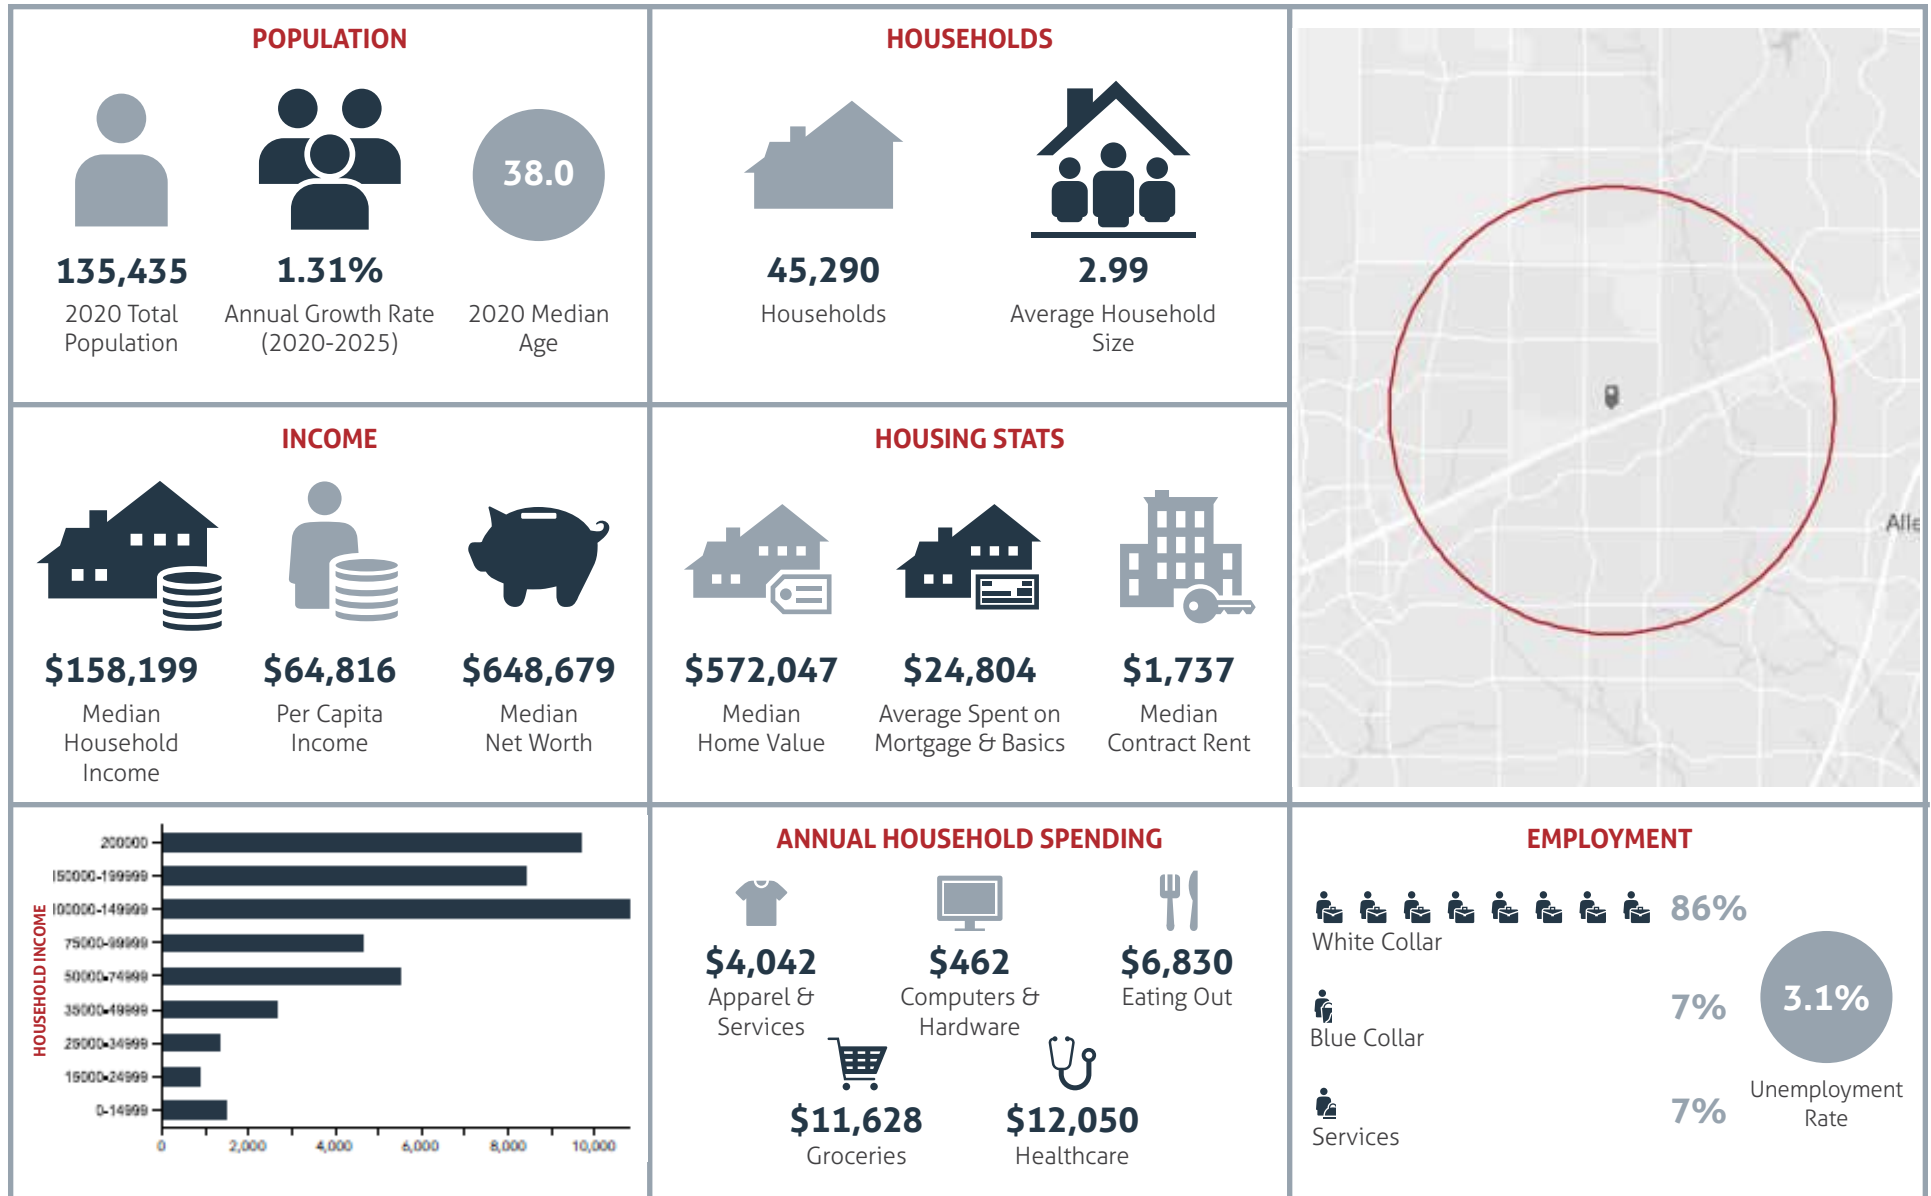 POPULATION
38.0
135,435
2020 Total
Population
1.31%
Annual Growth Rate
(2020-2025)
2020 Median
Age
HOUSEHOLDS
45,290
Households
2.99
Average Household
Size
Alle
INCOME
$158,199
Median
Household
Income
$64,816
Per Capita
Income
$648,679
Median
Net Worth
HOUSING STATS
$572,047
Median
Home Value
$24,804
Average Spent on
Mortgage & Basics
$1,737
Median
Contract Rent
HOUSEHOLD INCOME
200000
150000-199999
100000-149999
75000-99999
50000-74999
35000-49999
25000-34999
15000-24999
0-14999
0 2,000 4,000 6,000 8,000 10,000
ANNUAL HOUSEHOLD SPENDING
$4,042
Apparel &
Services
$462
Computers &
Hardware
$6,830
Eating Out
$11,628
Groceries
$12,050
Healthcare
EMPLOYMENT
86%
White Collar
7%
Blue Collar
7%
Services
3.1%
Unemployment
Rate